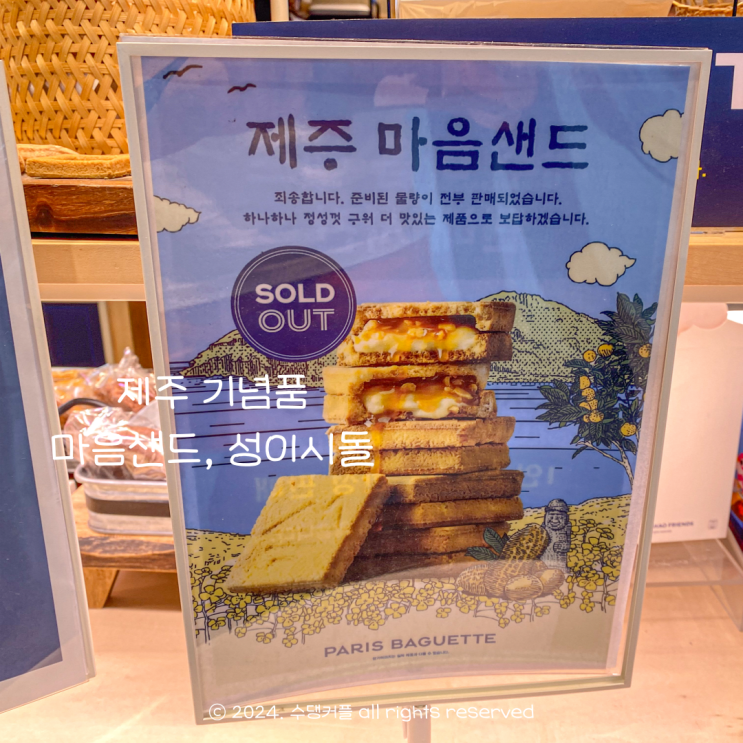 제주 마음샌드
죄송합니다. 준비된 물량이 전부 판매되었습니다.
하나하나 정성껏 구워 더 맛있는 제품으로 보답하겠습니다.
SOLD
OUT
제주 기념품
마음샌드, 성이시돌
PARIS BAGUETTE
© 2024. 수댕커플 all rights reserved